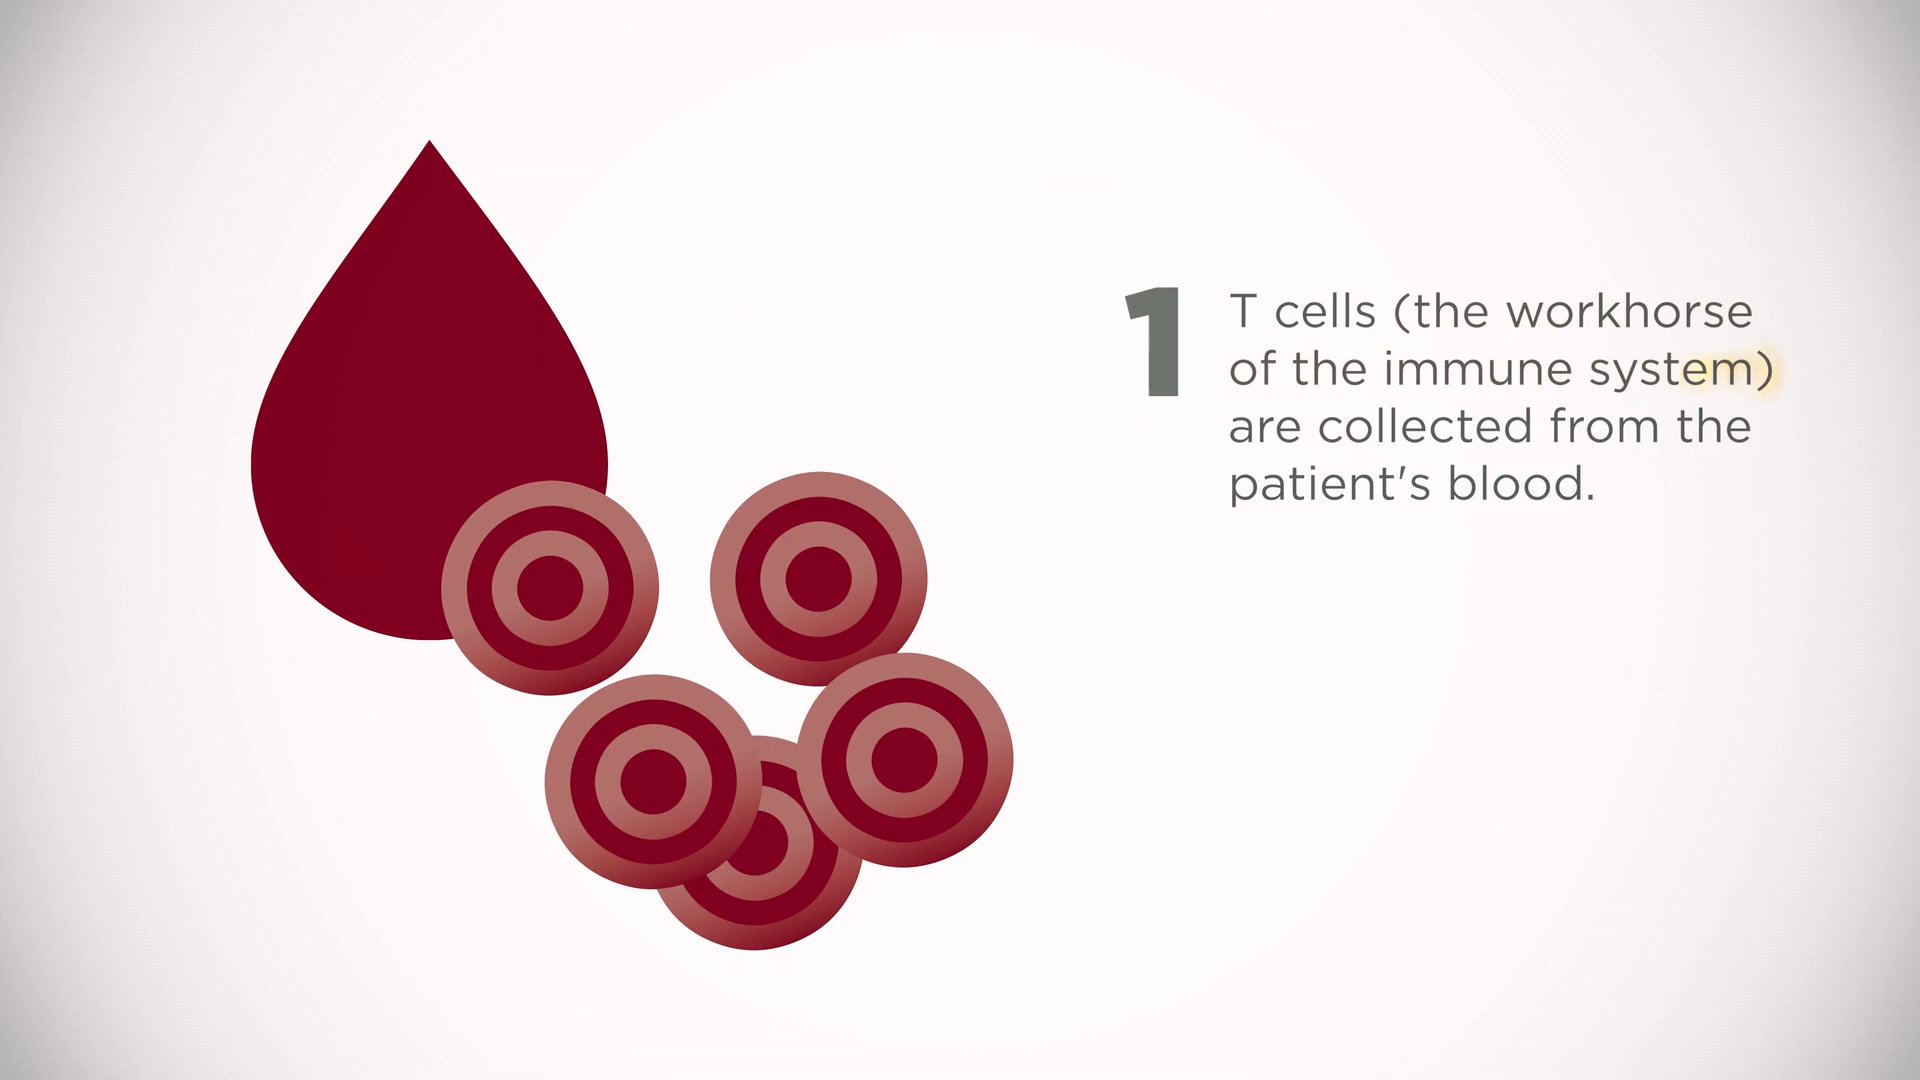 1
T cells (the workhorse
of the immune system)
are collected from the
patient's blood.